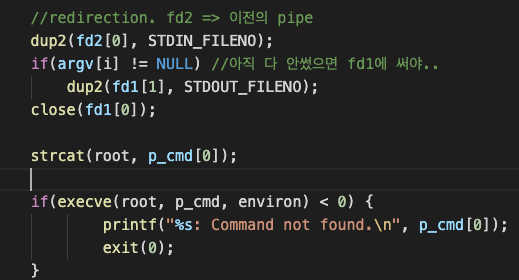 //redirection. fd2 => 이전의 pipe
dup2(fd2[0], STDIN_FILENO);
if(argv[i] != NULL) //아직 다 안썼으면 fd1에 써야..
dup2(fd1[1], STDOUT_FILENO);
close(fd1[0]);
strcat(root, p_cmd[0]);
if(execve(root, p_cmd, environ) < 0) {
printf("%s: Command not found.\n", p_cmd[0]);
exit(0);
}